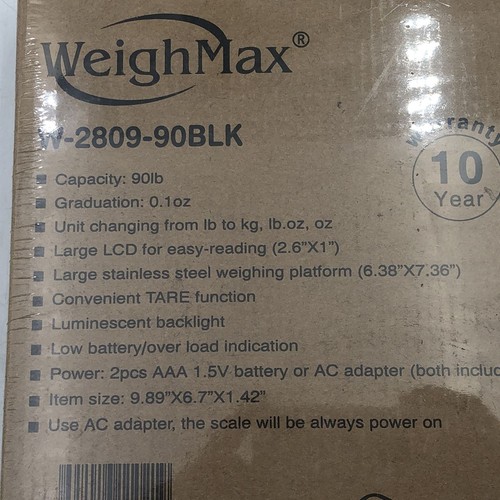 WeighMax®
W-2809-90BLK
Warranty
10
Year
■ Capacity: 90lb
■ Graduation: 0.1oz
■ Unit changing from lb to kg, lb.oz, oz
■ Large LCD for easy-reading (2.6"X1")
■ Large stainless steel weighing platform (6.38"X7.36")
■ Convenient TARE function
■ Luminescent backlight
■ Low battery/over load indication
■ Power: 2pcs AAA 1.5V battery or AC adapter (both includ
■ Item size: 9.89"X6.7"X1.42"
■ Use AC adapter, the scale will be always power on